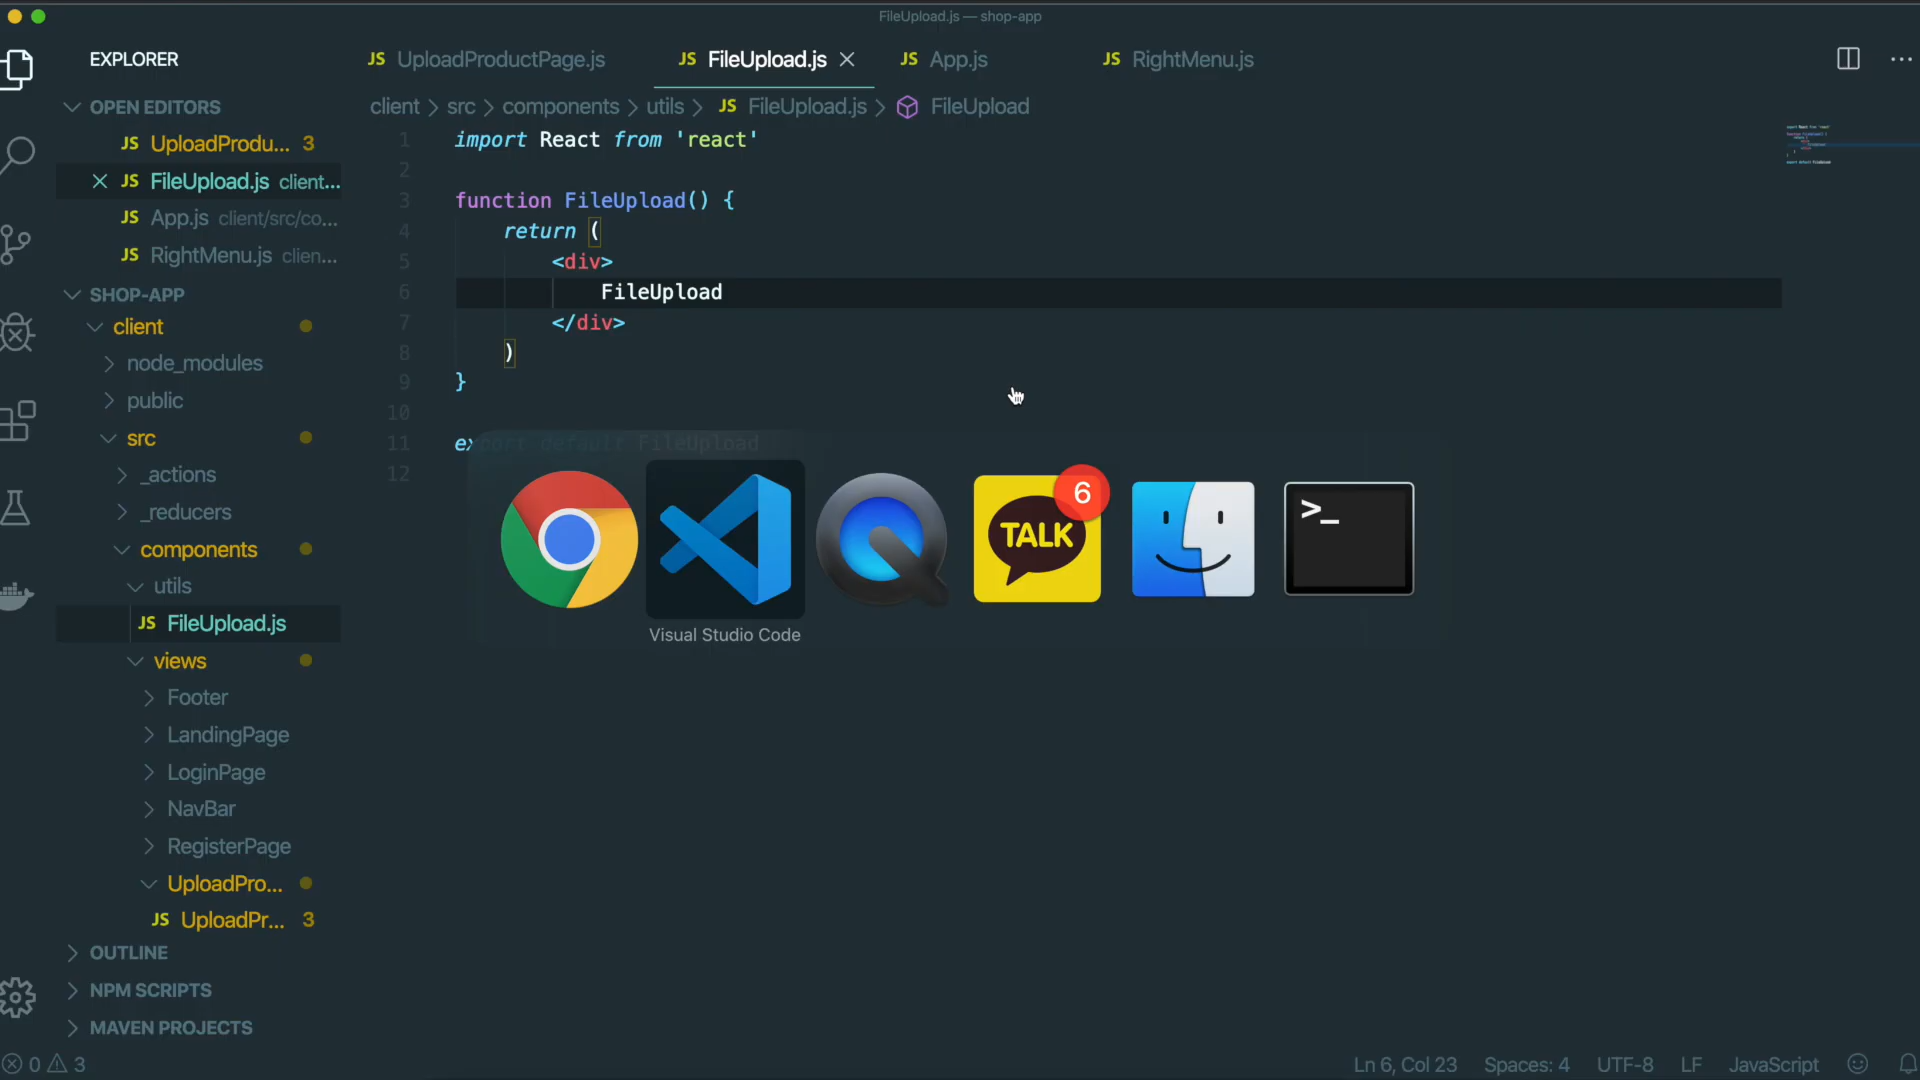 FileUpload.js — shop-app
EXPLORER
JS UploadProductPage.js
JS FileUpload.js
JS App.js
JS RightMenu.js
OPEN EDITORS
JS UploadProdu... 3
JS FileUpload.js client...
JS App.js client/src/co...
JS RightMenu.js clien...
SHOP-APP
client
node_modules
public
src
_actions
_reducers
components
utils
JS FileUpload.js
views
Footer
LandingPage
LoginPage
NavBar
RegisterPage
UploadPro...
JS UploadPr... 3
OUTLINE
NPM SCRIPTS
MAVEN PROJECTS
client > src > components > utils > JS FileUpload.js > FileUpload
1 import React from 'react'
2
3 function FileUpload() {
4 return (
5 <div>
6 FileUpload
7 </div>
8 )
9 }
10
11 export default FileUpload
12
TALK
6
>_
Visual Studio Code
0 3
Ln 6, Col 23
Spaces: 4
UTF-8
LF
JavaScript